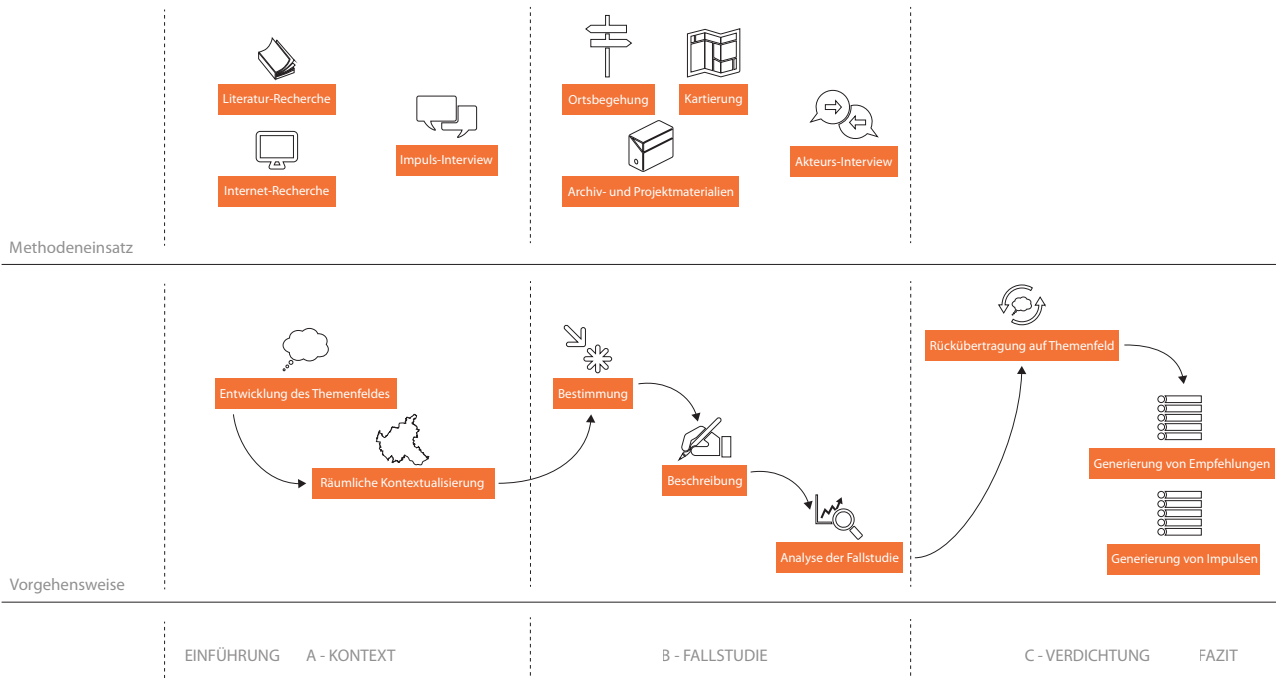 Literatur-Recherche
Internet-Recherche
Impuls-Interview
Ortsbegehung
Kartierung
Archiv- und Projektmaterialien
Akteurs-Interview
Methodeneinsatz
Entwicklung des Themenfeldes
Räumliche Kontextualisierung
Bestimmung
Beschreibung
Analyse der Fallstudie
Rückübertragung auf Themenfeld
Generierung von Empfehlungen
Generierung von Impulsen
Vorgehensweise
EINFÜHRUNG A - KONTEXT B - FALLSTUDIE C - VERDICHTUNG FAZIT